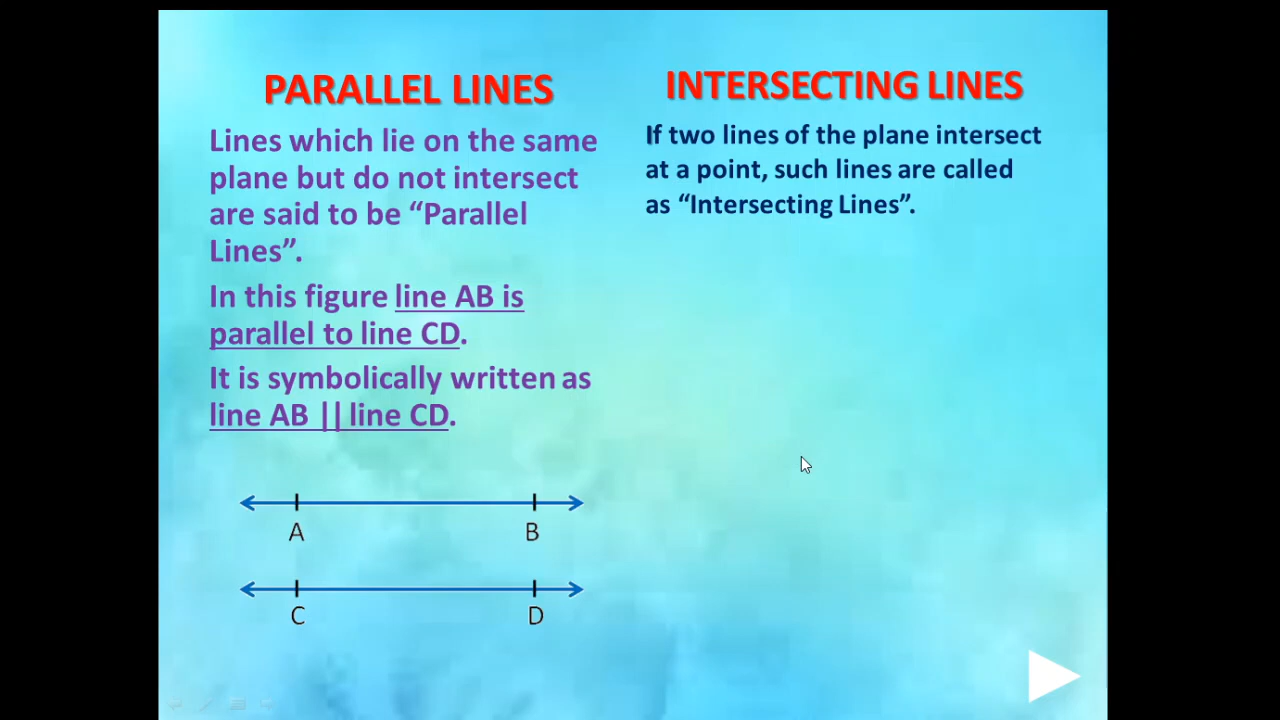 PARALLEL LINES
Lines which lie on the same
plane but do not intersect
are said to be “Parallel
Lines”.
In this figure line AB is
parallel to line CD.
It is symbolically written as
line AB || line CD.
A B
C D
INTERSECTING LINES
If two lines of the plane intersect
at a point, such lines are called
as “Intersecting Lines”.